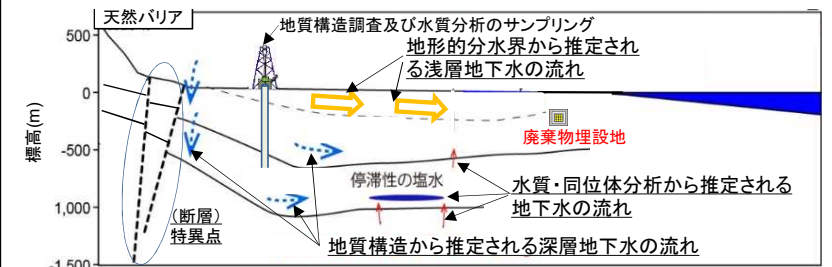 天然バリア
地質構造調査及び水質分析のサンプリング
地形的分水界から推定され
る浅層地下水の流れ
500
0
標高(m)
廃棄物埋設地
-500
停滞性の塩水
水質・同位体分析から推定される
地下水の流れ
1,000
(断層)
特異点
地質構造から推定される深層地下水の流れ
-1,500